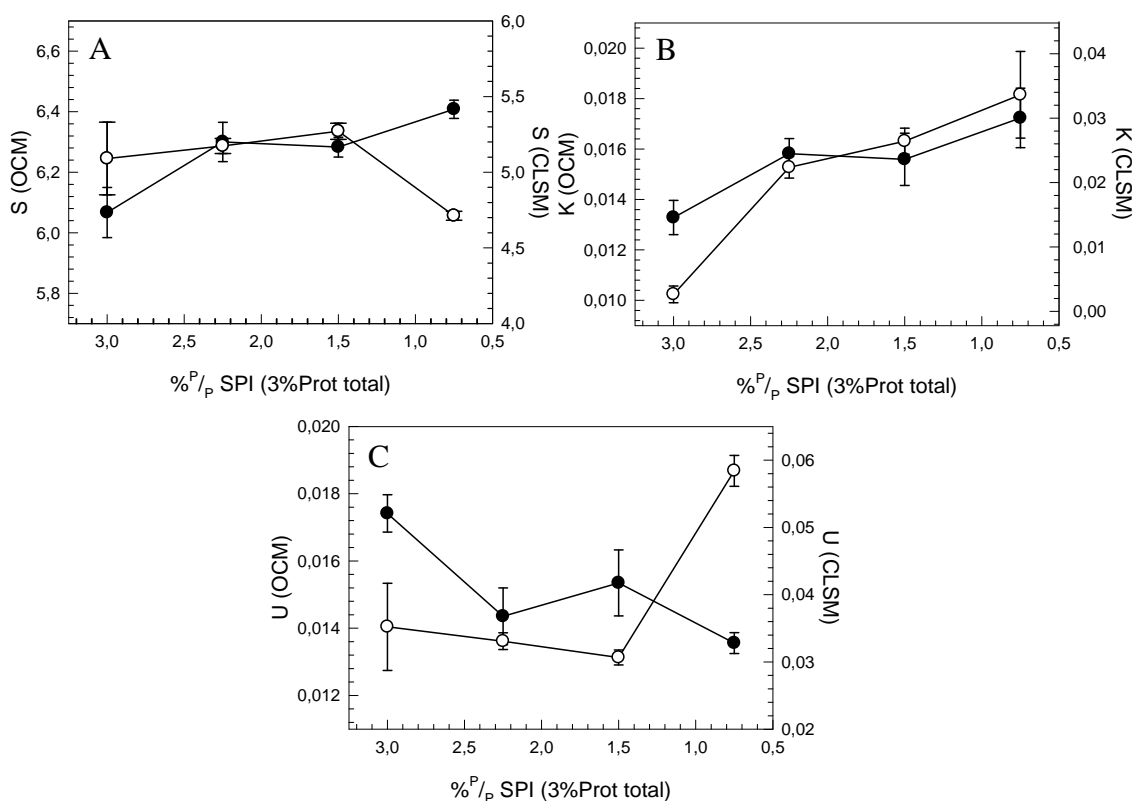 A
S (OCM)
6,6
6,4
6,2
6,0
5,8
6,0
5,5
5,0
4,5
4,0
S (CLSM)
3,0 2,5 2,0 1,5 1,0 0,5
%P/P SPI (3%Prot total)
B
K (OCM)
0,020
0,018
0,016
0,014
0,012
0,010
0,04
0,03
0,02
0,01
0,00
K (CLSM)
3,0 2,5 2,0 1,5 1,0 0,5
%P/P SPI (3%Prot total)
C
U (OCM)
0,020
0,018
0,016
0,014
0,012
0,06
0,05
0,04
0,03
0,02
U (CLSM)
3,0 2,5 2,0 1,5 1,0 0,5
%P/P SPI (3%Prot total)